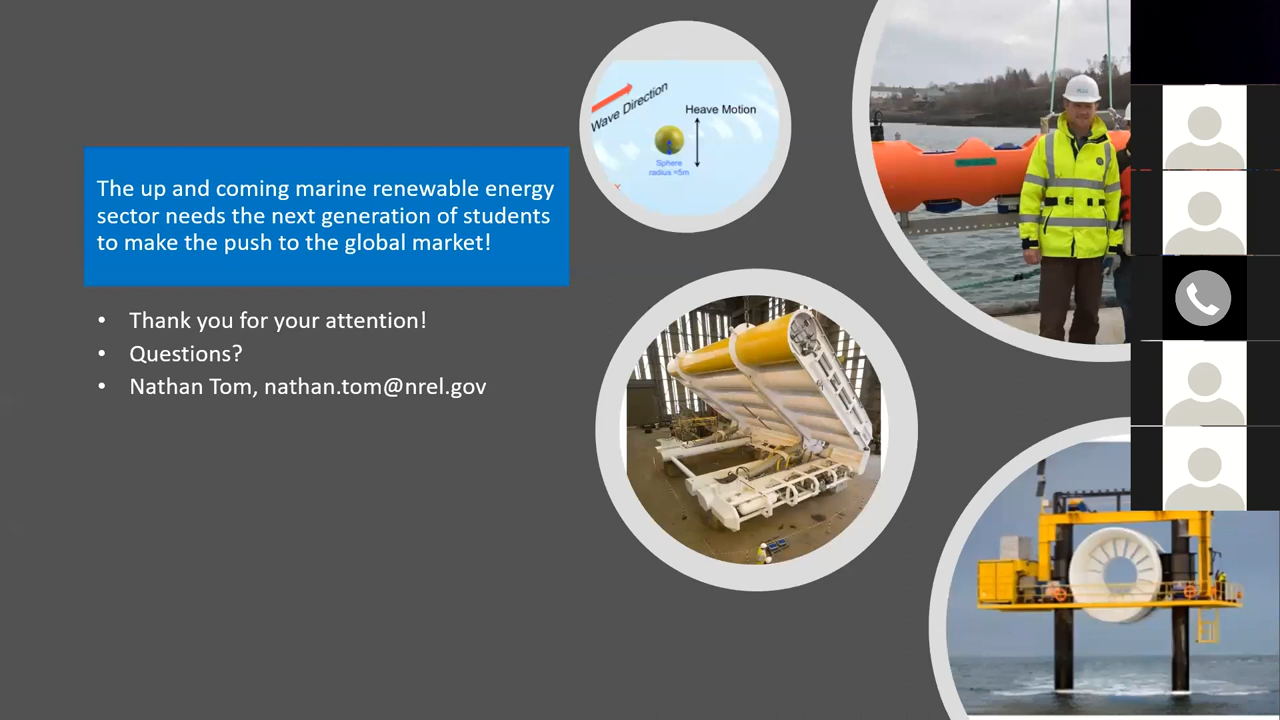 The up and coming marine renewable energy
sector needs the next generation of students
to make the push to the global market!
• Thank you for your attention!
• Questions?
• Nathan Tom, nathan.tom@nrel.gov
Wave Direction
Heave Motion
Sphere
radius =5m
x